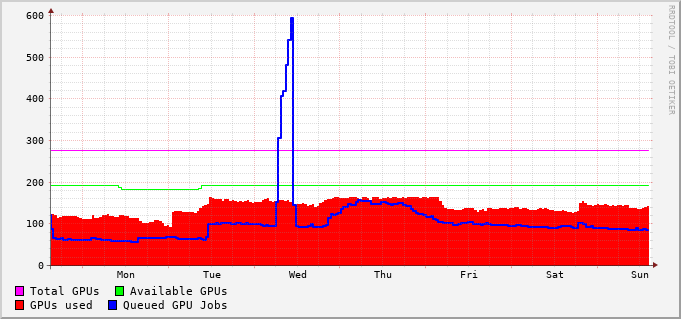 600
500
400
300
200
100
0
Mon Tue Wed Thu Fri Sat Sun
Total GPUs Available GPUs
GPUs used Queued GPU Jobs
RRDTOOL / TOBI OETIKER